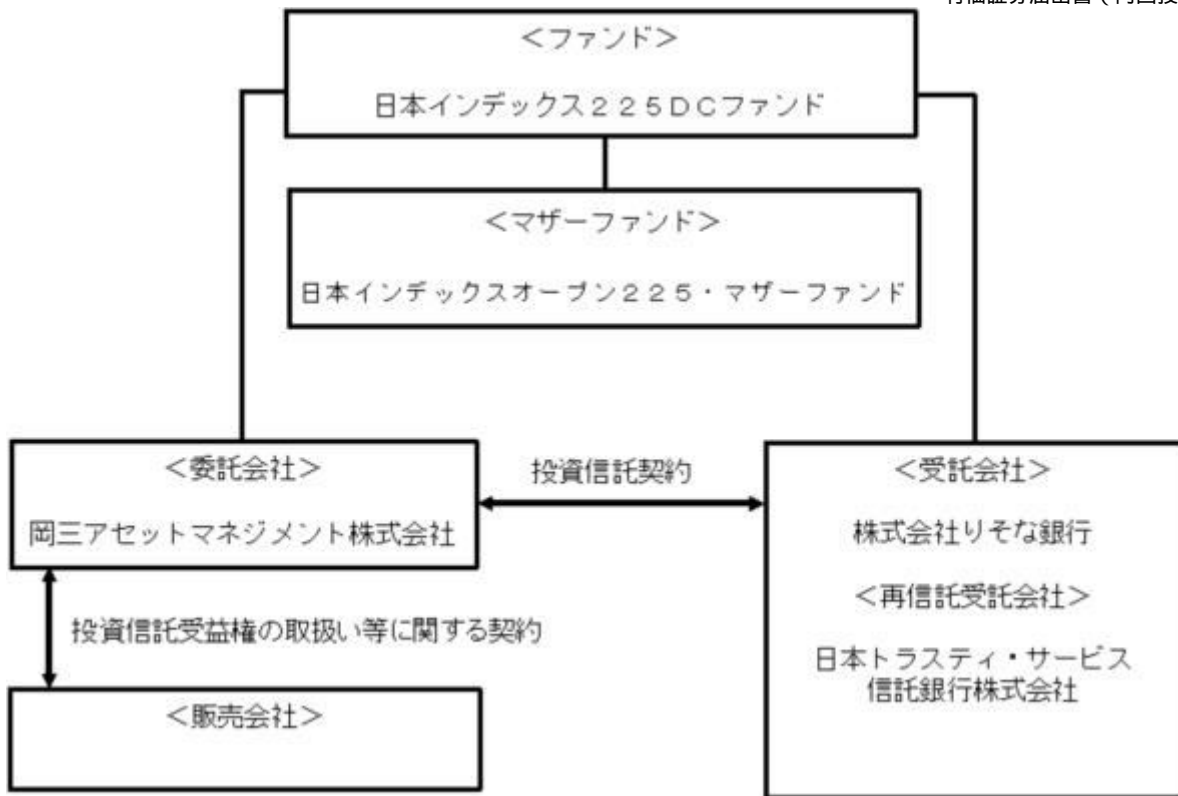 ＜ファンド＞
日本インデックス２２５ＤＣファンド
＜マザーファンド＞
日本インデックスオープン２２５・マザーファンド
＜委託会社＞
岡三アセットマネジメント株式会社
投資信託契約
＜受託会社＞
株式会社りそな銀行
＜再信託受託会社＞
日本トラスティ・サービス
信託銀行株式会社
投資信託受益権の取扱い等に関する契約
＜販売会社＞